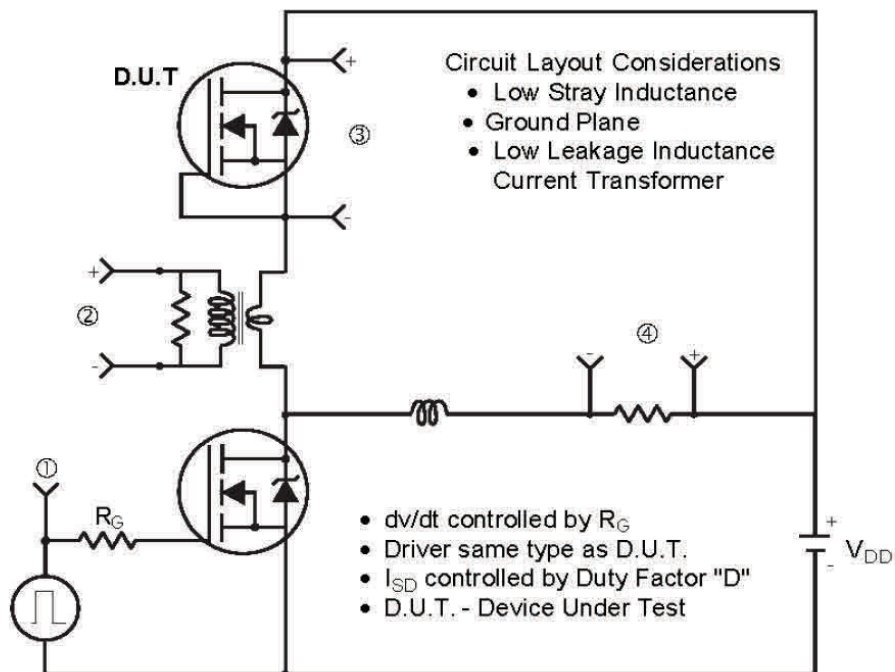 D.U.T
+
③
-
Circuit Layout Considerations
• Low Stray Inductance
• Ground Plane
• Low Leakage Inductance
Current Transformer
+
②
-
④
- +
①
R_G
• dv/dt controlled by R_G
• Driver same type as D.U.T.
• I_SD controlled by Duty Factor "D"
• D.U.T. - Device Under Test
+
V_DD
-